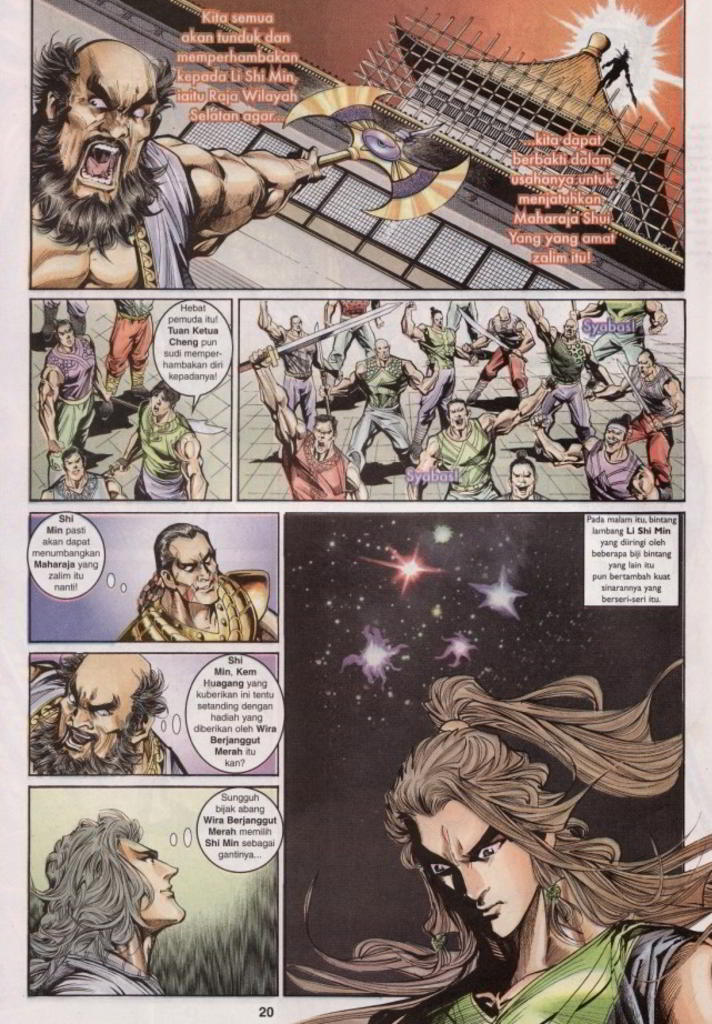 Kita semua
akan tunduk dan
memperhambakan
kepada Li Shi Min,
iaitu Raja Wilayah
Selatan agar...
...kita dapat
berbakti dalam
usahanya untuk
menjatuhkan
Maharaja Shui
Yang yang amat
zalim itu!
Hebat
pemuda itu!
Tuan Ketua
Cheng pun
sudi memper-
hambakan diri
kepadanya!
Syabas!
Syabas!
Shi
Min pasti
akan dapat
menumbangkan
Maharaja yang
zalim itu
nanti!
Shi
Min, Kem
Huagang yang
kuberikan ini tentu
setanding dengan
hadiah yang
diberikan oleh Wira
Berjanggut
Merah itu
kan?
Sungguh
bijak abang
Wira Berjanggut
Merah memilih
Shi Min sebagai
gantinya...
Pada malam itu, bintang
lambang Li Shi Min
yang diiringi oleh
beberapa biji bintang
yang lain itu
pun bertambah kuat
sinarannya yang
berseri-seri itu.
20